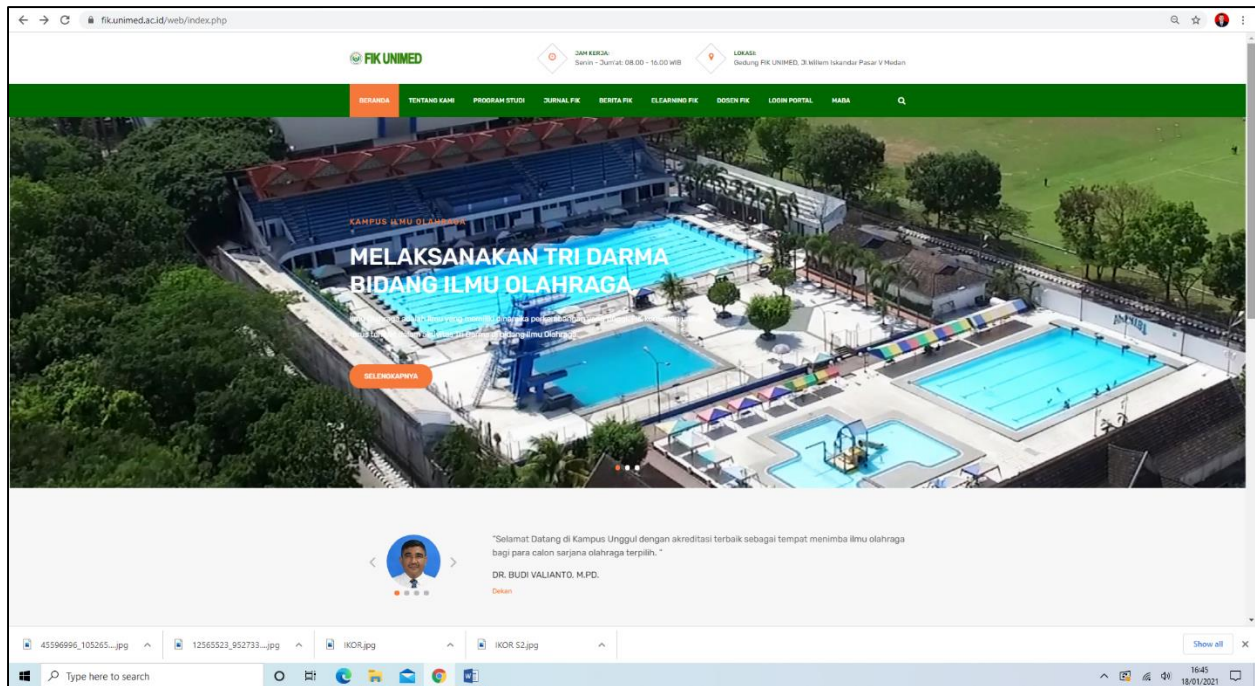 fik.unimed.ac.id/web/index.php
FIK UNIMED
JAM KERJA:
Senin - Jum'at: 08.00 - 16.00 WIB
LOKASI:
Gedung FIK UNIMED, Jl.Willem Iskandar Pasar V Medan
BERANDA TENTANG KAMI PROGRAM STUDI JURNAL FIK BERITA FIK ELEARNING FIK DOSEN FIK LOGIN PORTAL MABA
KAMPUS ILMU OLAHRAGA
MELAKSANAKAN TRI DARMA
BIDANG ILMU OLAHRAGA.
SELENGKAPNYA
"Selamat Datang di Kampus Unggul dengan akreditasi terbaik sebagai tempat menimba ilmu olahraga
bagi para calon sarjana olahraga terpilih. "
DR. BUDI VALIANTO, M.PD.
Dekan
45596996_105265....jpg 12565523_952733....jpg IKOR.jpg IKOR S2.jpg Show all
Type here to search
16:45
18/01/2021